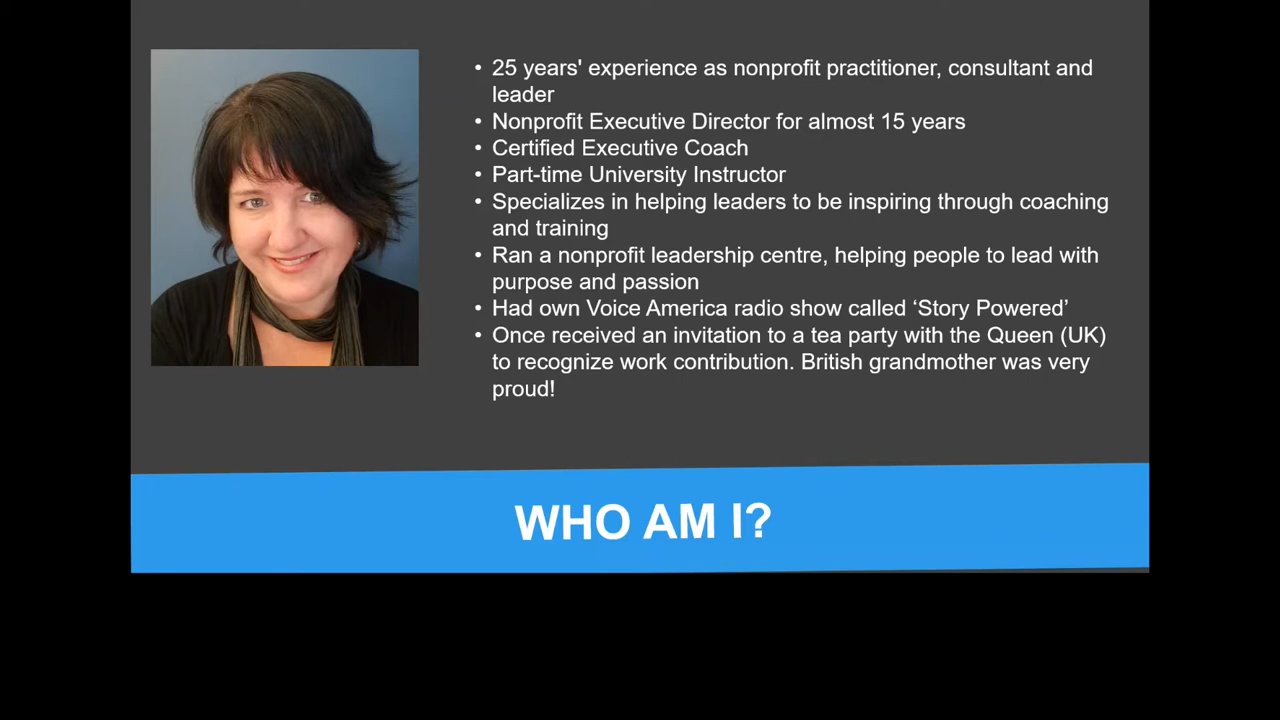 • 25 years' experience as nonprofit practitioner, consultant and
leader
• Nonprofit Executive Director for almost 15 years
• Certified Executive Coach
• Part-time University Instructor
• Specializes in helping leaders to be inspiring through coaching
and training
• Ran a nonprofit leadership centre, helping people to lead with
purpose and passion
• Had own Voice America radio show called ‘Story Powered’
• Once received an invitation to a tea party with the Queen (UK)
to recognize work contribution. British grandmother was very
proud!
WHO AM I?